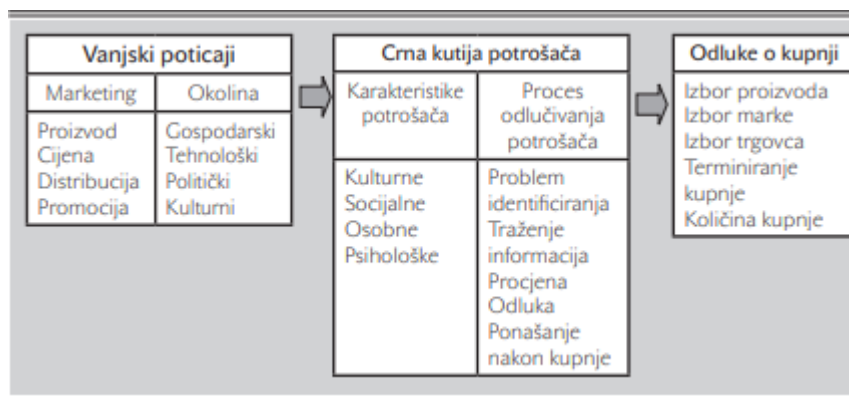 Vanjski poticaji
Marketing
Okolina
Proizvod
Cijena
Distribucija
Promocija
Gospodarski
Tehnološki
Politički
Kulturni
Crna kutija potrošača
Karakteristike
potrošača
Proces
odlučivanja
potrošača
Kulturne
Socijalne
Osobne
Psihološke
Problem
identificiranja
Traženje
informacija
Procjena
Odluka
Ponašanje
nakon kupnje
Odluke o kupnji
Izbor proizvoda
Izbor marke
Izbor trgovca
Terminiranje
kupnje
Količina kupnje